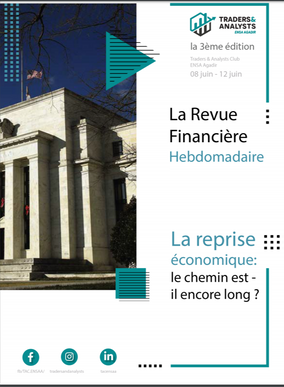 TRADERS&
ANALYSTS
ENSA AGADIR
la 3ème édition
Traders & Analysts Club
ENSA Agadir
08 juin - 12 juin
La Revue
Financière
Hebdomadaire
La reprise
économique:
le chemin est -
il encore long ?